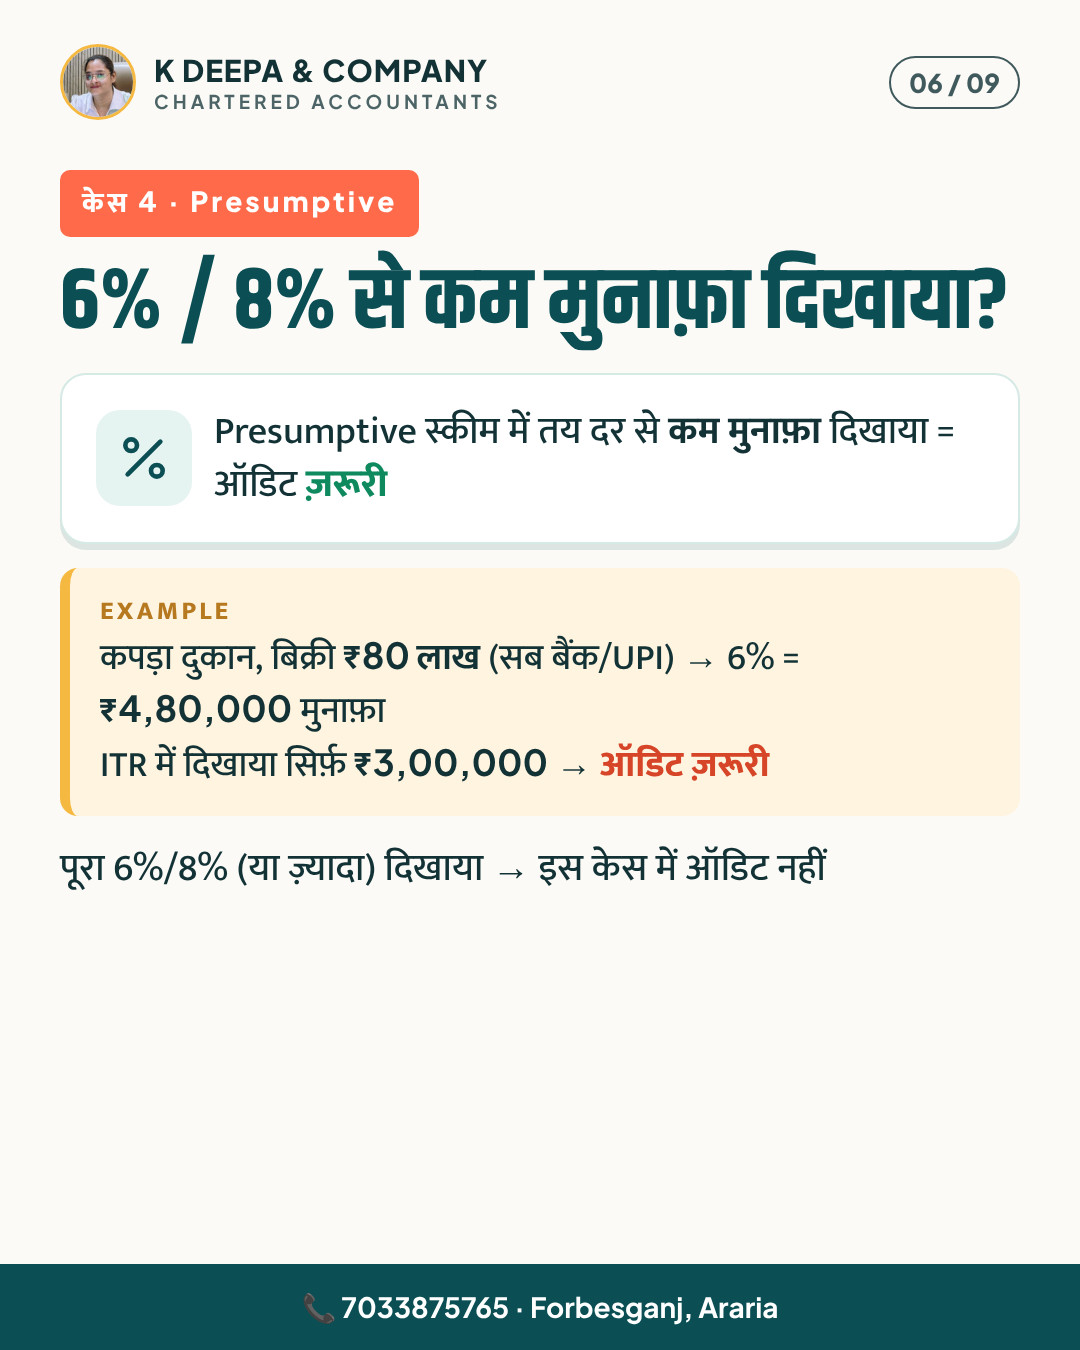 K DEEPA & COMPANY
CHARTERED ACCOUNTANTS
06 / 09
केस 4 · Presumptive
6% / 8% से कम मुनाफ़ा दिखाया?
Presumptive स्कीम में तय दर से कम मुनाफ़ा दिखाया =
ऑडिट ज़रूरी
EXAMPLE
कपड़ा दुकान, बिक्री ₹80 लाख (सब बैंक/UPI) → 6% =
₹4,80,000 मुनाफ़ा
ITR में दिखाया सिर्फ़ ₹3,00,000 → ऑडिट ज़रूरी
पूरा 6%/8% (या ज़्यादा) दिखाया → इस केस में ऑडिट नहीं
📞 7033875765 · Forbesganj, Araria